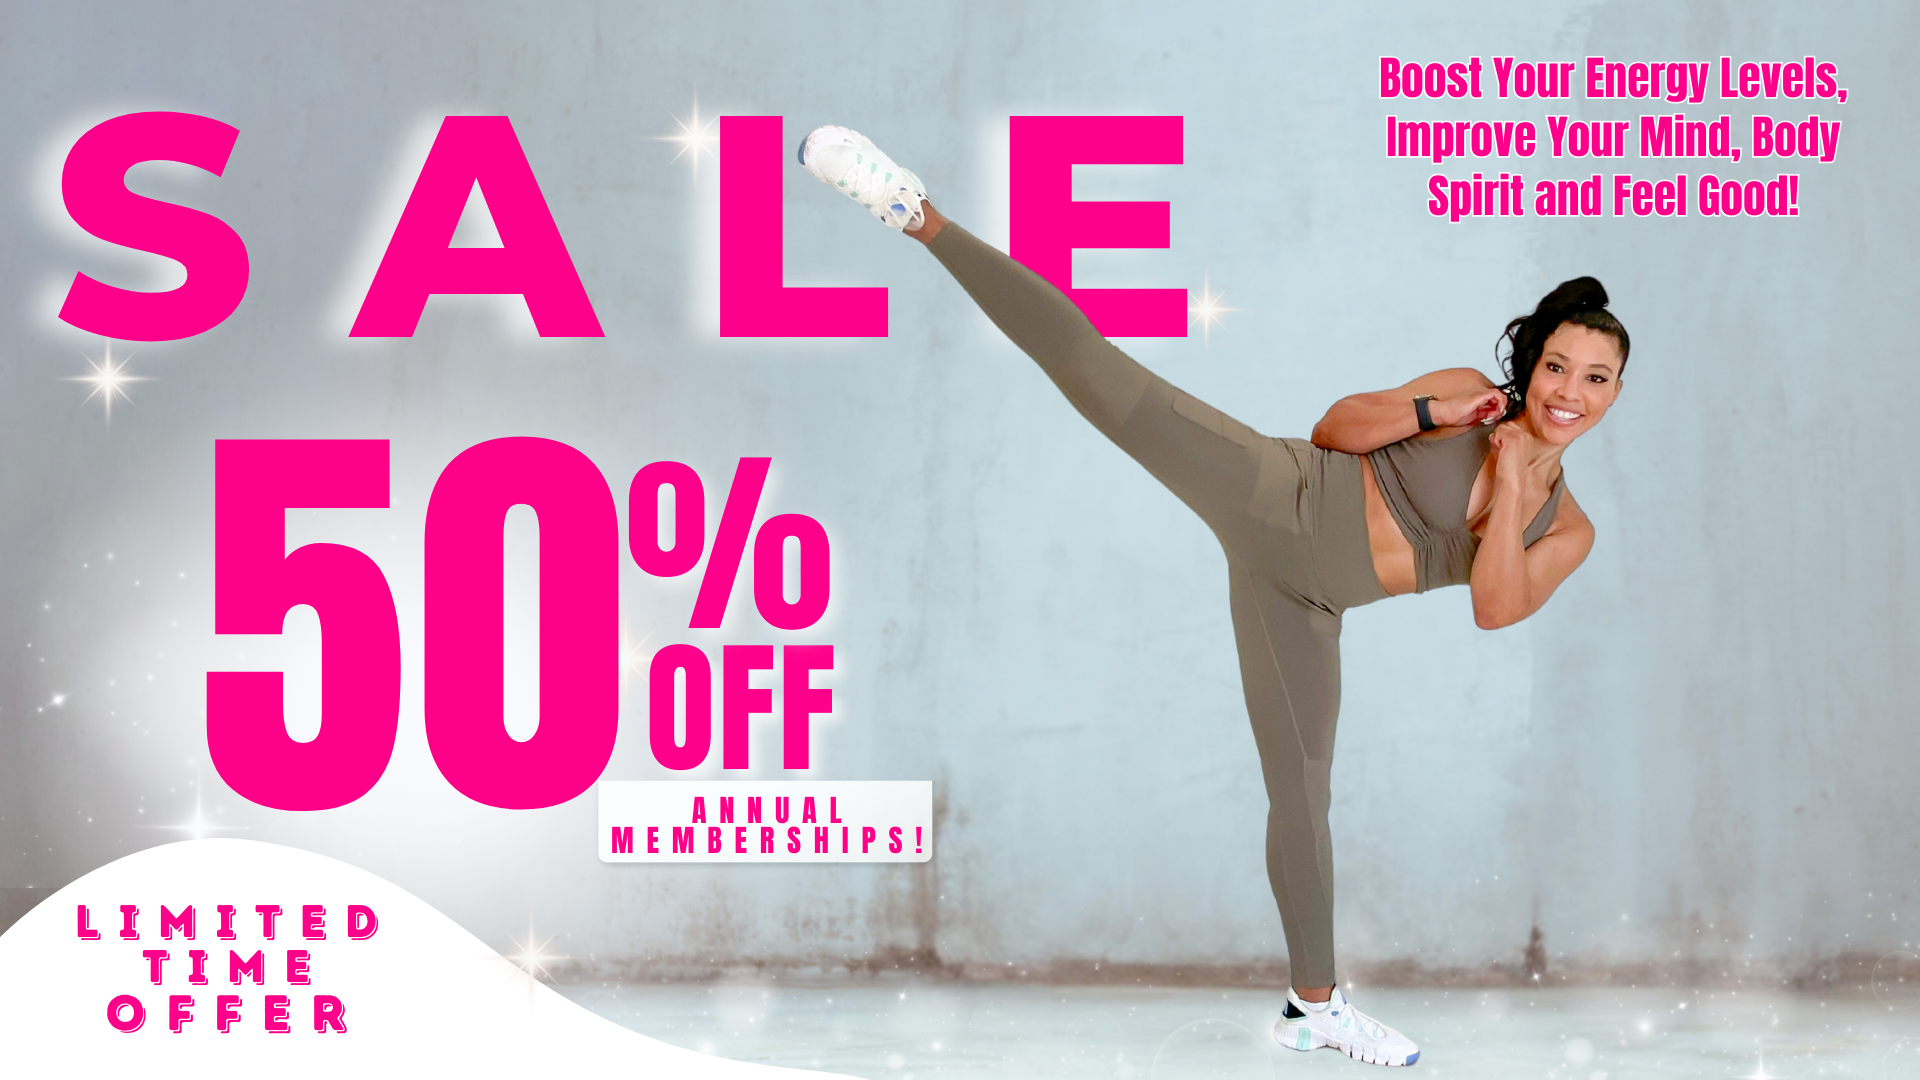 SALE
Boost Your Energy Levels,
Improve Your Mind, Body
Spirit and Feel Good!
50%
OFF
ANNUAL
MEMBERSHIPS!
LIMITED
TIME
OFFER